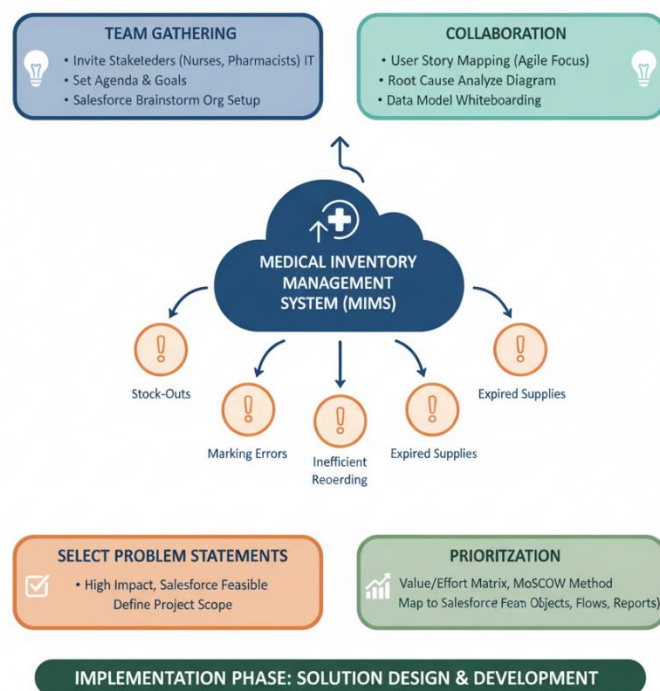 TEAM GATHERING
• Invite Staketeders (Nurses, Pharmacists) IT
• Set Agenda & Goals
• Salesforce Brainstorm Org Setup
COLLABORATION
• User Story Mapping (Agile Focus)
• Root Cause Analyze Diagram
• Data Model Whiteboarding
MEDICAL INVENTORY
MANAGEMENT
SYSTEM (MIMS)
Stock-Outs
Marking Errors
Inefficient
Reoerding
Expired Supplies
Expired Supplies
SELECT PROBLEM STATEMENTS
• High Impact, Salesforce Feasible
Define Project Scope
PRIORITZATION
Value/Effort Matrix, MoSCOW Method
Map to Salesforce Fean Objects, Flows, Reports)
IMPLEMENTATION PHASE: SOLUTION DESIGN & DEVELOPMENT